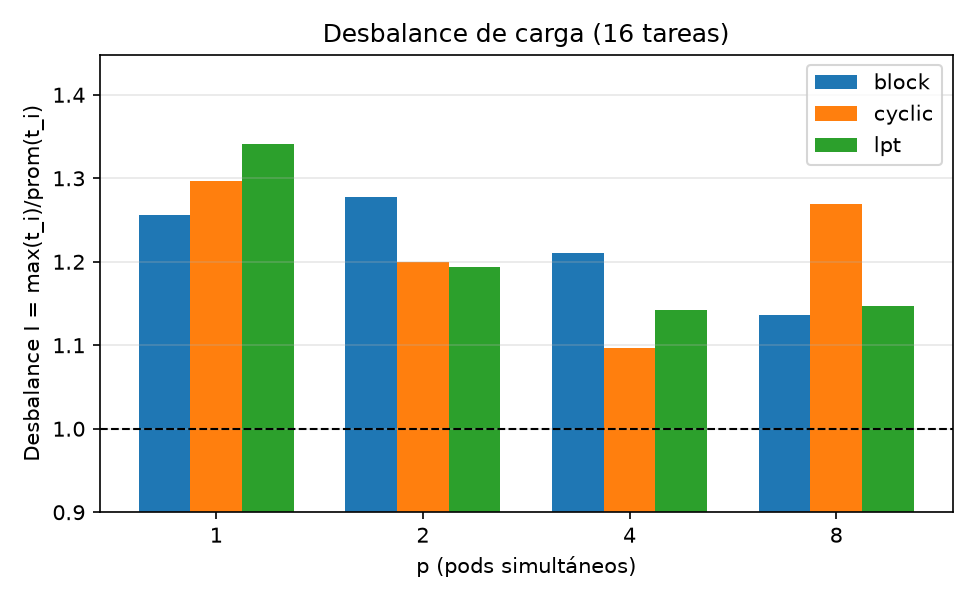 Desbalance de carga (16 tareas)
Desbalance I = max(t_i)/prom(t_i)
1.4
1.3
1.2
1.1
1.0
0.9
block
cyclic
lpt
1 2 4 8
p (pods simultáneos)